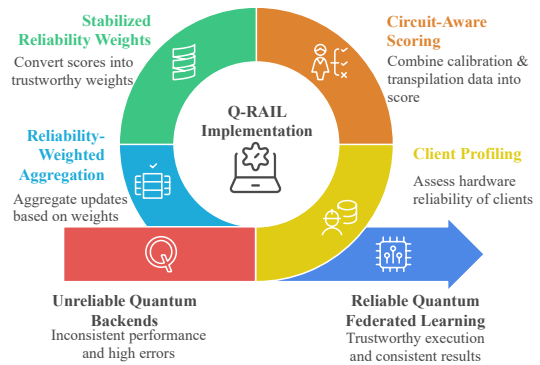 Stabilized
Reliability Weights
Convert scores into
trustworthy weights
Circuit-Aware
Scoring
Combine calibration &
transpilation data into
score
Q-RAIL
Implementation
Reliability-
Weighted
Aggregation
Aggregate updates
based on weights
Client Profiling
Assess hardware
reliability of clients
Unreliable Quantum
Backends
Inconsistent performance
and high errors
Reliable Quantum
Federated Learning
Trustworthy execution
and consistent results